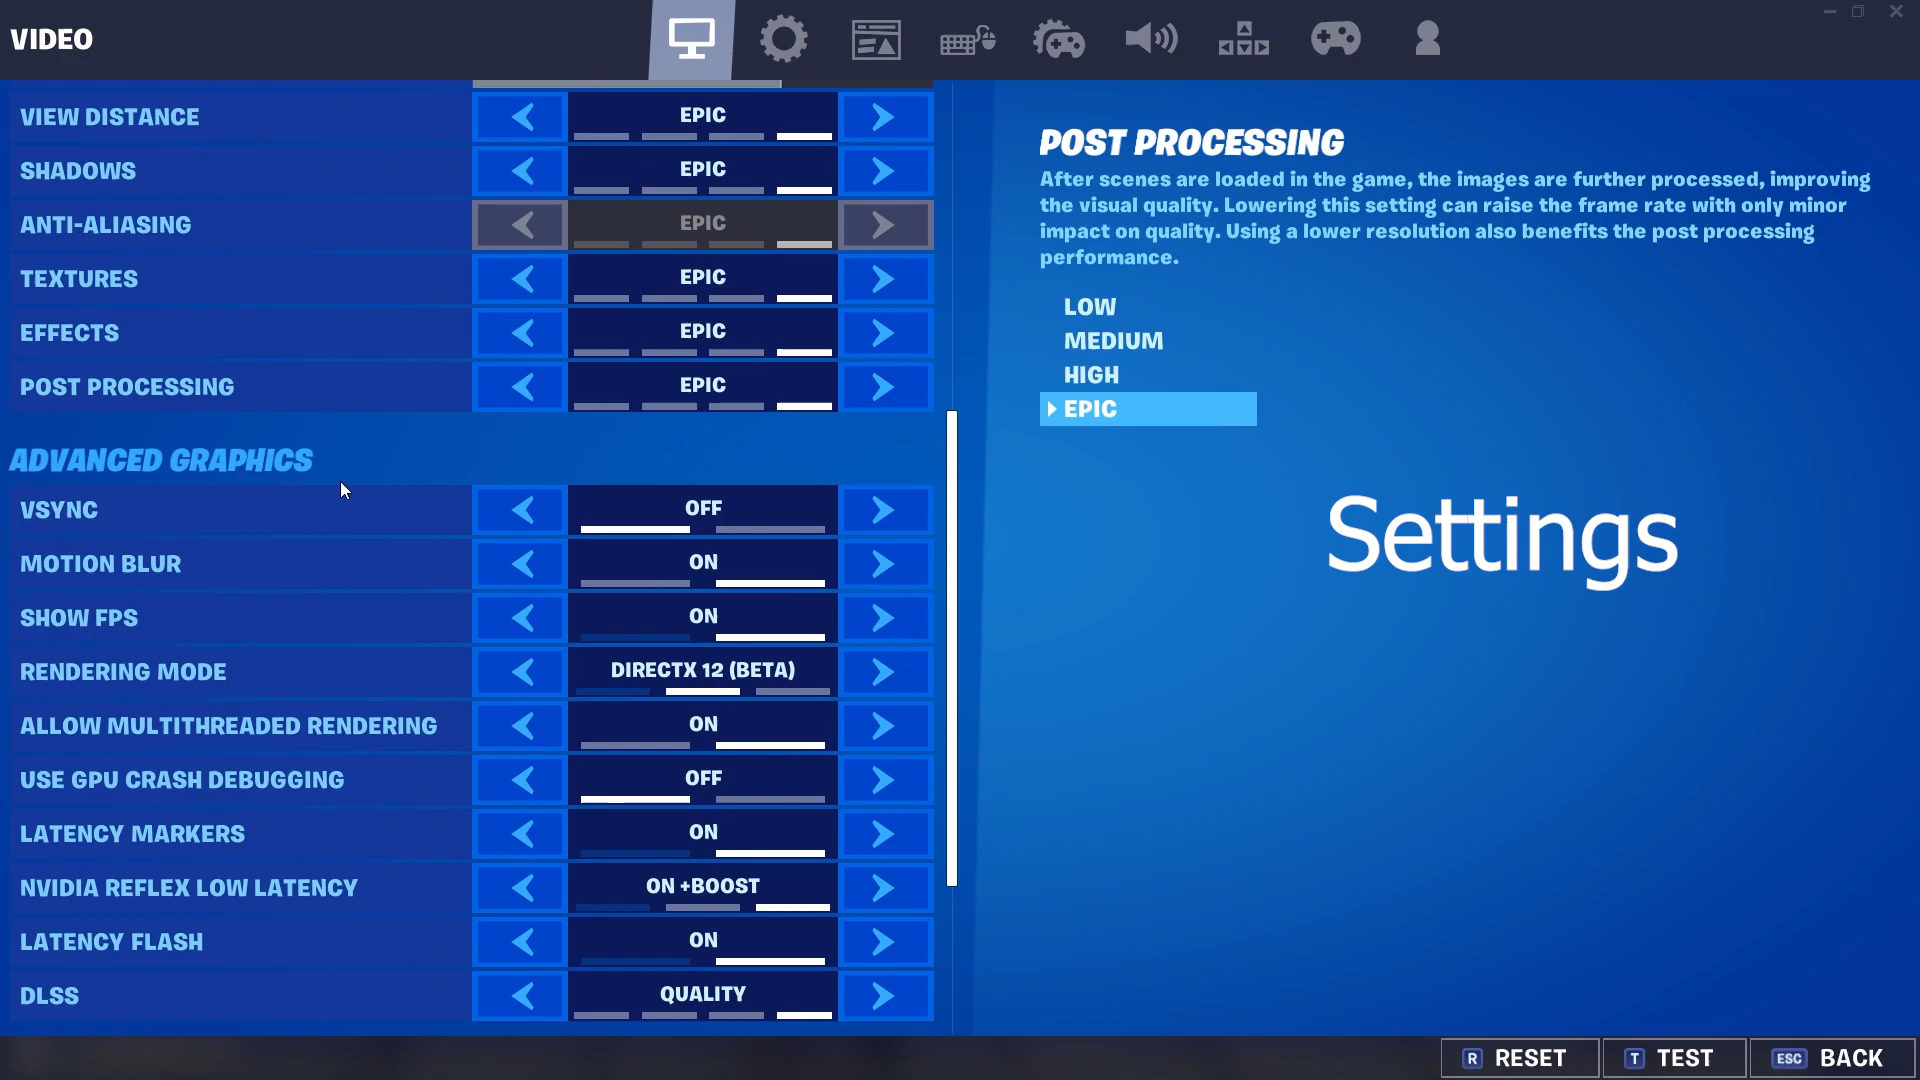 VIDEO
VIEW DISTANCE
EPIC
SHADOWS
EPIC
ANTI-ALIASING
EPIC
TEXTURES
EPIC
EFFECTS
EPIC
POST PROCESSING
EPIC
ADVANCED GRAPHICS
VSYNC
OFF
MOTION BLUR
ON
SHOW FPS
ON
RENDERING MODE
DIRECTX 12 (BETA)
ALLOW MULTITHREADED RENDERING
ON
USE GPU CRASH DEBUGGING
OFF
LATENCY MARKERS
ON
NVIDIA REFLEX LOW LATENCY
ON +BOOST
LATENCY FLASH
ON
DLSS
QUALITY
POST PROCESSING
After scenes are loaded in the game, the images are further processed, improving
the visual quality. Lowering this setting can raise the frame rate with only minor
impact on quality. Using a lower resolution also benefits the post processing
performance.
LOW
MEDIUM
HIGH
EPIC
Settings
R RESET
T TEST
ESC BACK